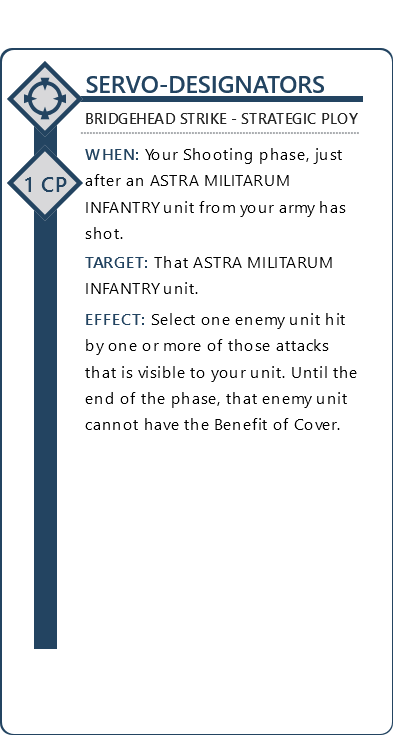 SERVO-DESIGNATORS
BRIDGEHEAD STRIKE - STRATEGIC PLOY
1 CP
WHEN: Your Shooting phase, just
after an ASTRA MILITARUM
INFANTRY unit from your army has
shot.
TARGET: That ASTRA MILITARUM
INFANTRY unit.
EFFECT: Select one enemy unit hit
by one or more of those attacks
that is visible to your unit. Until the
end of the phase, that enemy unit
cannot have the Benefit of Cover.